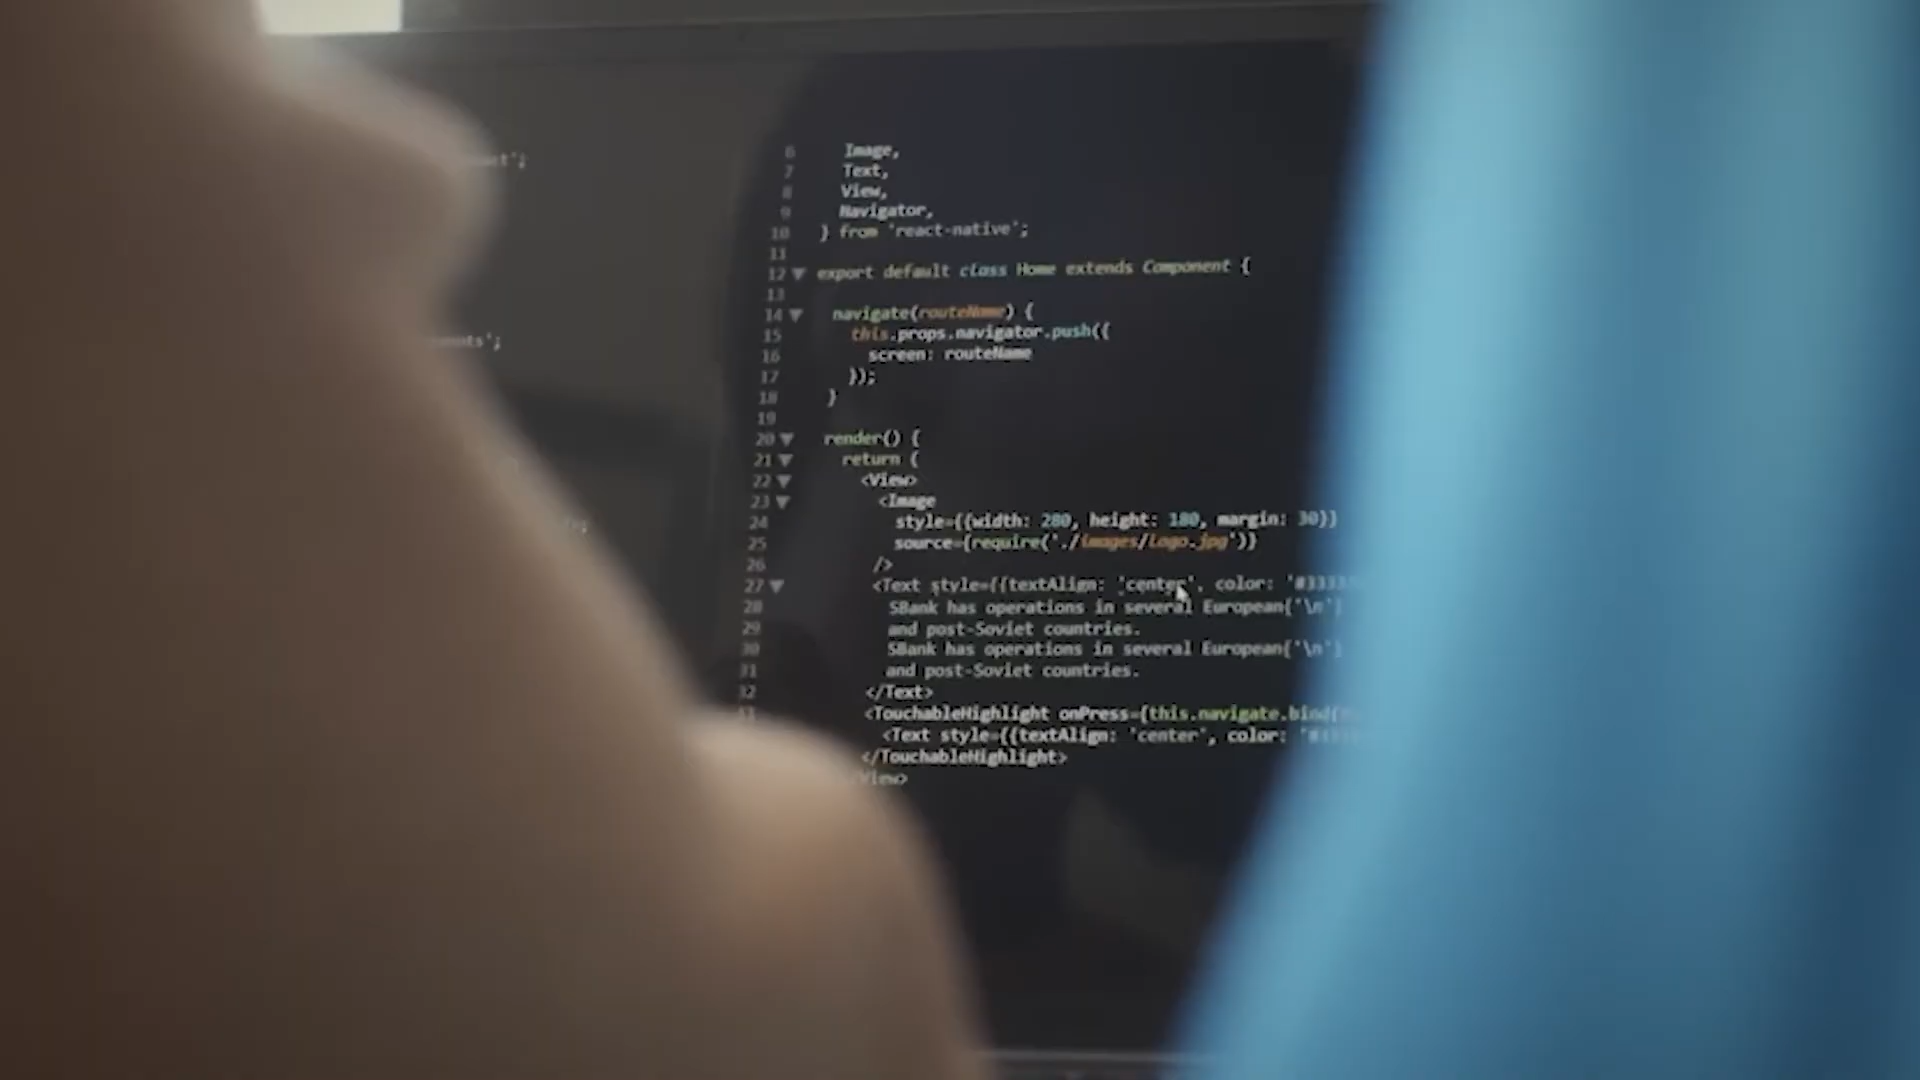 Image,
Text,
View,
Navigator,
} from 'react-native';
export default class Home extends Component {
navigate(routeName) {
this.props.navigator.push({
screen: routeName
});
}
render() {
return (
<View>
<Image
style={{width: 280, height: 180, margin: 30}}
source={require('./images/logo.jpg')}
/>
<Text style={{textAlign: 'center', color:
SBank has operations in several European{'\n'}
and post-Soviet countries.
SBank has operations in several European{'\n'}
and post-Soviet countries.
</Text>
<TouchableHighlight onPress={this.navigate.bind(
<Text style={{textAlign: 'center', color:
</TouchableHighlight>
View>